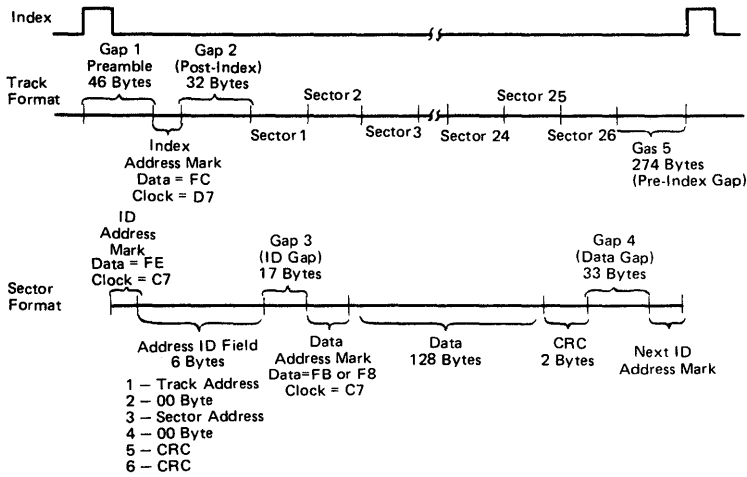 Index
Gap 1
Preamble
46 Bytes
Gap 2
(Post-Index)
32 Bytes
Track
Format
Sector 1
Sector 2
Sector 3
Sector 24
Sector 25
Sector 26
Index
Address Mark
Data = FC
Clock = D7
Gas 5
274 Bytes
(Pre-Index Gap)
ID
Address
Mark
Data = FE
Clock = C7
Gap 3
(ID Gap)
17 Bytes
Gap 4
(Data Gap)
33 Bytes
Sector
Format
Address ID Field
6 Bytes
1 – Track Address
2 – 00 Byte
3 – Sector Address
4 – 00 Byte
5 – CRC
6 – CRC
Data
Address Mark
Data=FB or F8
Clock = C7
Data
128 Bytes
CRC
2 Bytes
Next ID
Address Mark